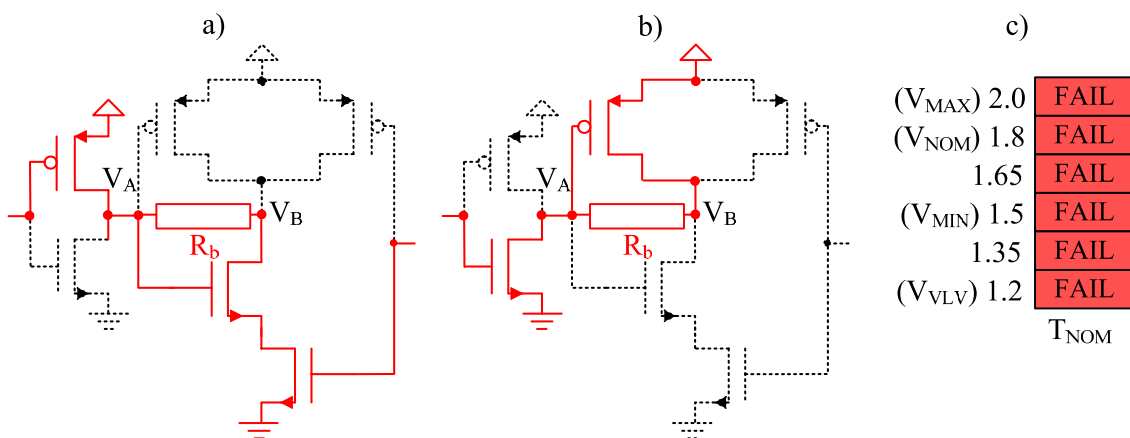 a)
V_A
V_B
R_b
b)
V_A
V_B
R_b
c)
(V_MAX) 2.0 FAIL
(V_NOM) 1.8 FAIL
1.65 FAIL
(V_MIN) 1.5 FAIL
1.35 FAIL
(V_VLV) 1.2 FAIL
T_NOM